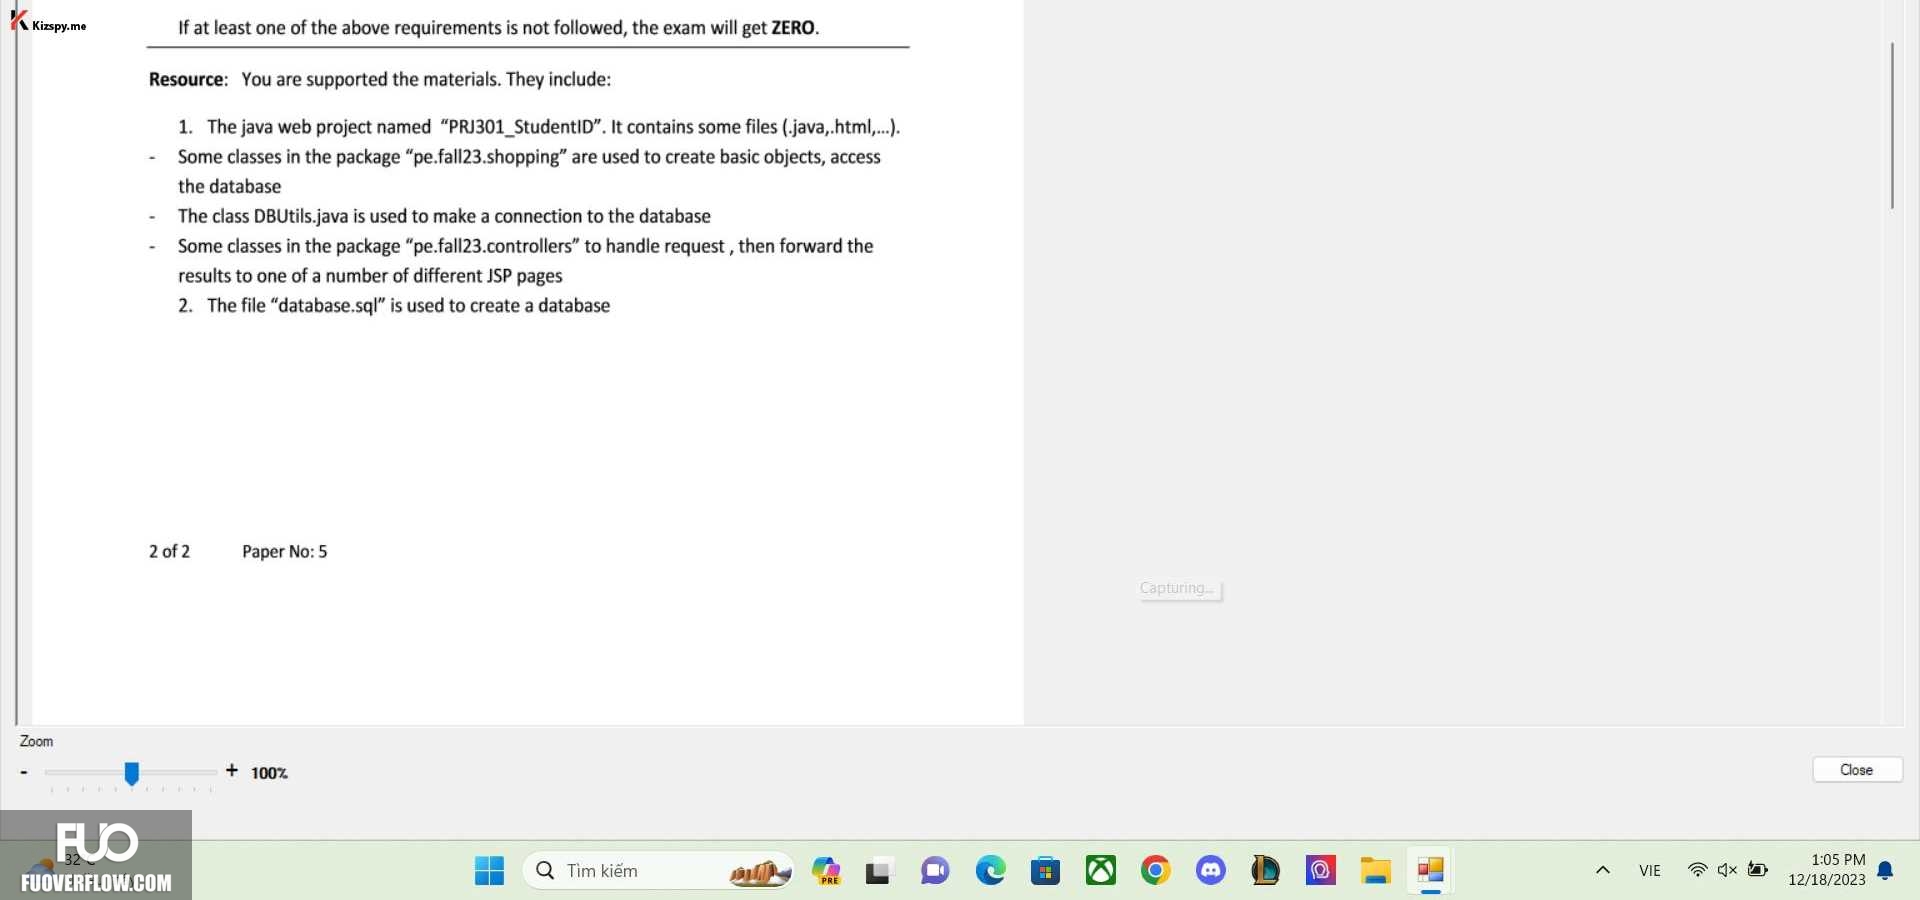 Kizspy.me
If at least one of the above requirements is not followed, the exam will get ZERO.
Resource: You are supported the materials. They include:
1. The java web project named “PRJ301_StudentID”. It contains some files (.java,.html,...).
- Some classes in the package “pe.fall23.shopping” are used to create basic objects, access
the database
- The class DBUtils.java is used to make a connection to the database
- Some classes in the package “pe.fall23.controllers” to handle request , then forward the
results to one of a number of different JSP pages
2. The file “database.sql” is used to create a database
2 of 2 Paper No: 5
Capturing...
Zoom
- + 100%
Close
FUO
32°C
FUOVERFLOW.COM
Tìm kiếm
PRE
VIE
1:05 PM
12/18/2023